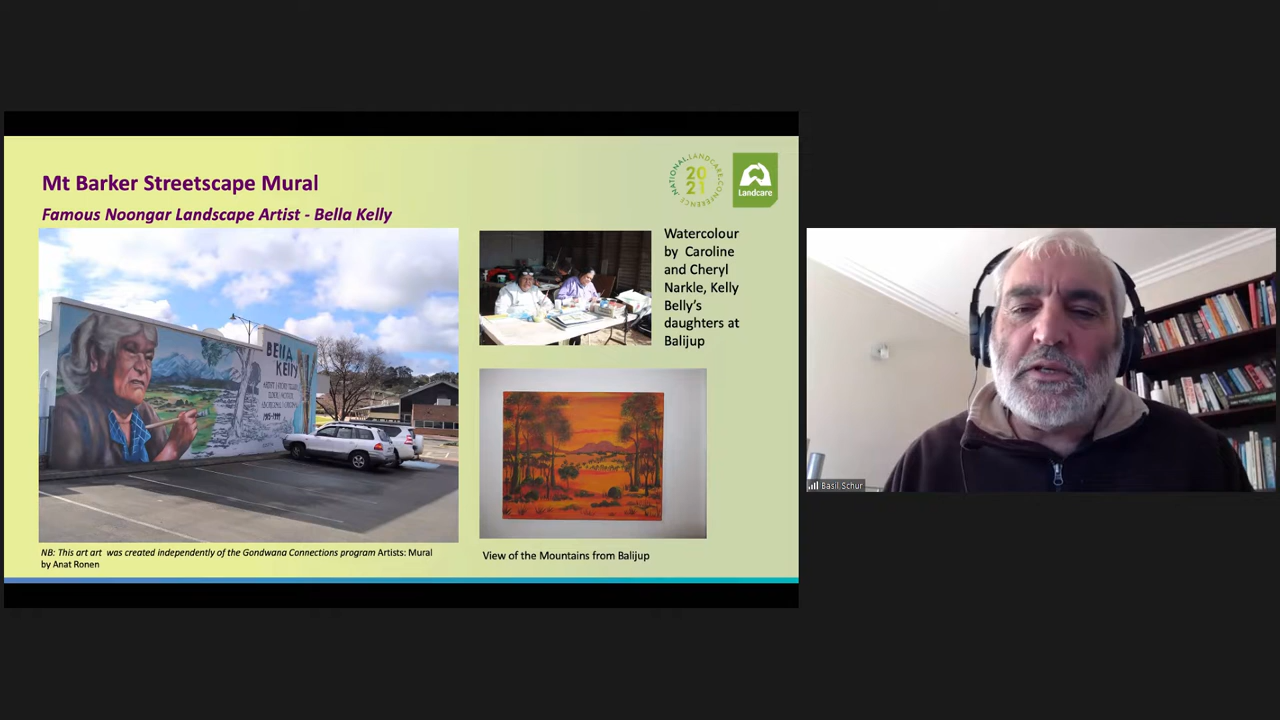 Mt Barker Streetscape Mural
Famous Noongar Landscape Artist - Bella Kelly
NATIONAL.LANDCARE.CONFERENCE
20
21
Landcare
Watercolour
by Caroline
and Cheryl
Narkle, Kelly
Belly's
daughters at
Balijup
BELLA
KELLY
1915-1994
NB: This art art was created independently of the Gondwana Connections program Artists: Mural
by Anat Ronen
View of the Mountains from Balijup
Basil Schur